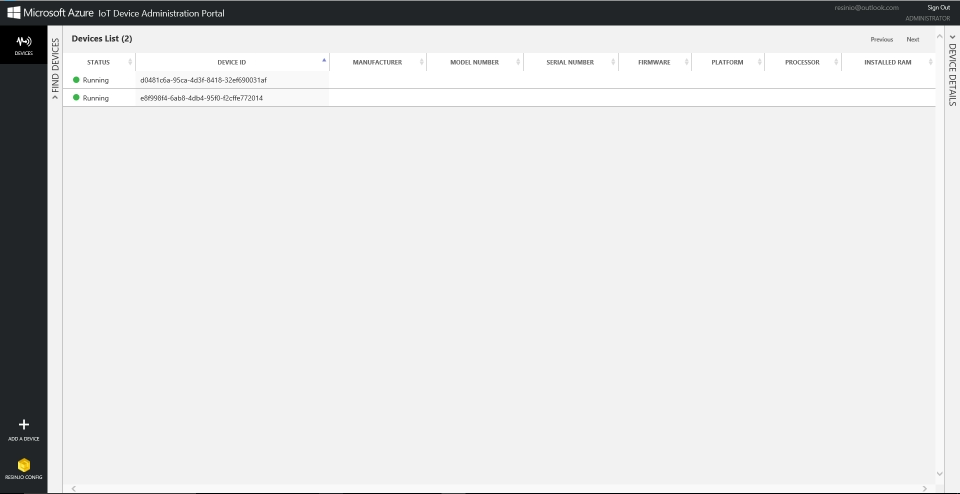 Microsoft Azure IoT Device Administration Portal
resinio@outlook.com
Sign Out
ADMINISTRATOR
DEVICES
FIND DEVICES
Devices List (2)
Previous
Next
STATUS
DEVICE ID
MANUFACTURER
MODEL NUMBER
SERIAL NUMBER
FIRMWARE
PLATFORM
PROCESSOR
INSTALLED RAM
Running
d0481c6a-95ca-4d3f-8418-32ef690031af
Running
e8f998f4-6ab8-4db4-95f0-f2cffe772014
DEVICE DETAILS
ADD A DEVICE
RESIN.IO CONFIG